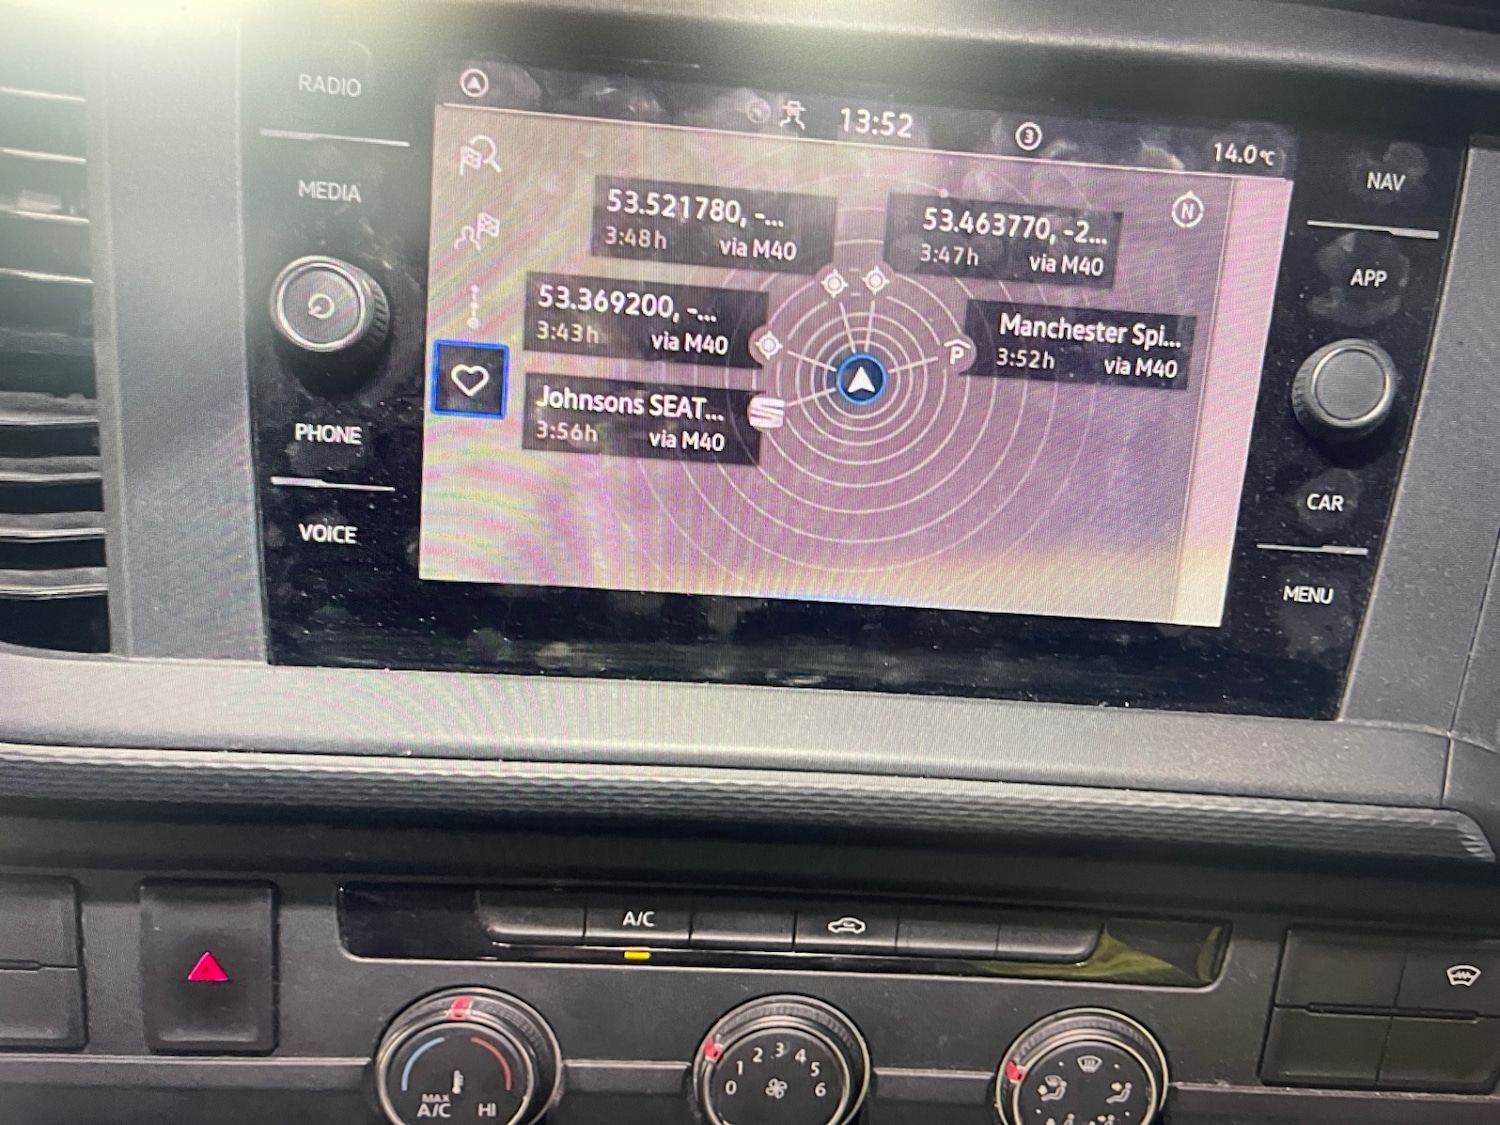 RADIO
MEDIA
PHONE
VOICE
13:52
3
14.0°C
N
53.521780, -...
3:48h via M40
53.463770, -2...
3:47h via M40
53.369200, -...
3:43h via M40
Manchester Spi...
3:52h via M40
P
Johnsons SEAT...
3:56h via M40
NAV
APP
CAR
MENU
A/C
MAX
A/C HI
0 1 2 3 4 5 6